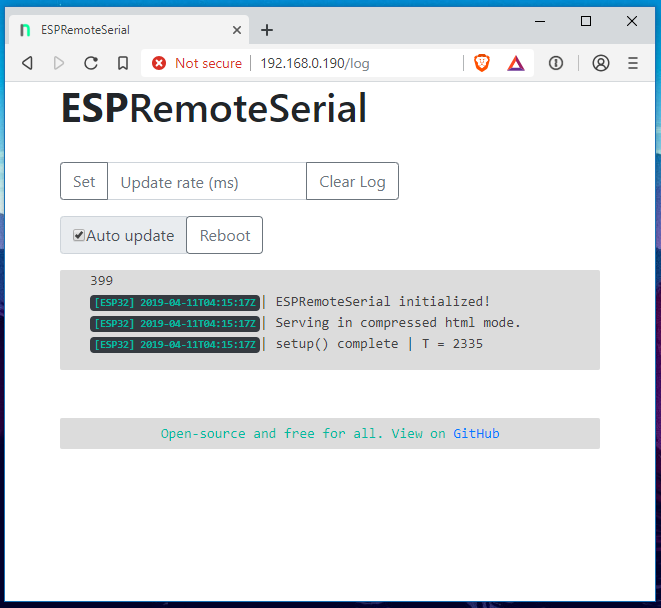 ESPRemoteSerial
Not secure 192.168.0.190/log
ESPRemoteSerial
Set Update rate (ms) Clear Log
Auto update Reboot
399
[ESP32] 2019-04-11T04:15:17Z| ESPRemoteSerial initialized!
[ESP32] 2019-04-11T04:15:17Z| Serving in compressed html mode.
[ESP32] 2019-04-11T04:15:17Z| setup() complete | T = 2335
Open-source and free for all. View on GitHub